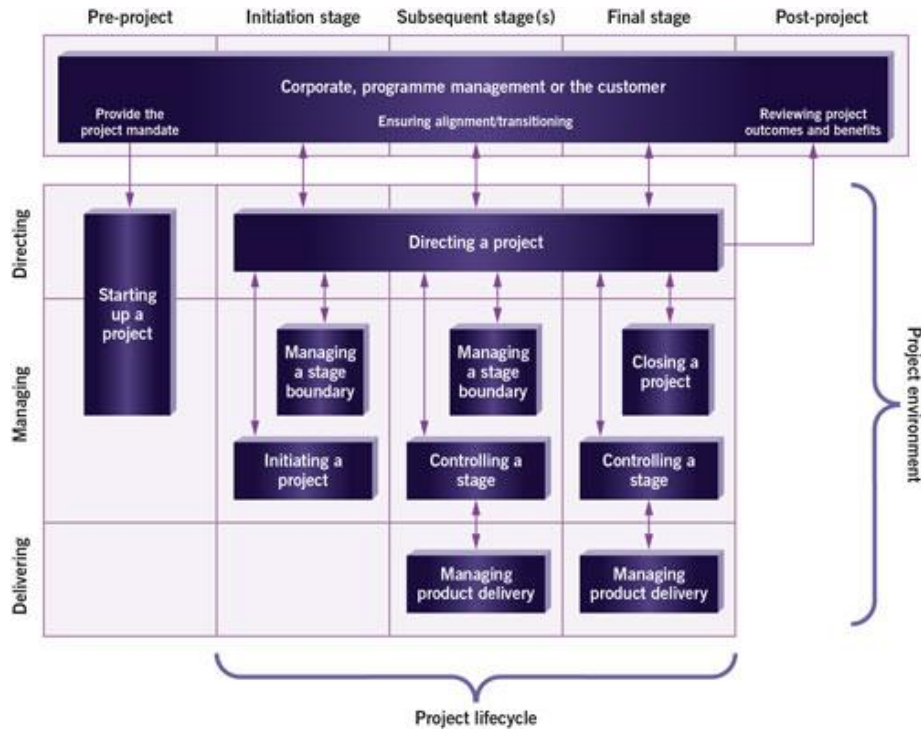 Pre-project
Initiation stage
Subsequent stage(s)
Final stage
Post-project
Corporate, programme management or the customer
Provide the
project mandate
Ensuring alignment/transitioning
Reviewing project
outcomes and benefits
Directing
Directing a project
Starting
up a
project
Managing
Managing
a stage
boundary
Managing
a stage
boundary
Closing a
project
Initiating a
project
Controlling a
stage
Controlling a
stage
Delivering
Managing
product delivery
Managing
product delivery
Project environment
Project lifecycle